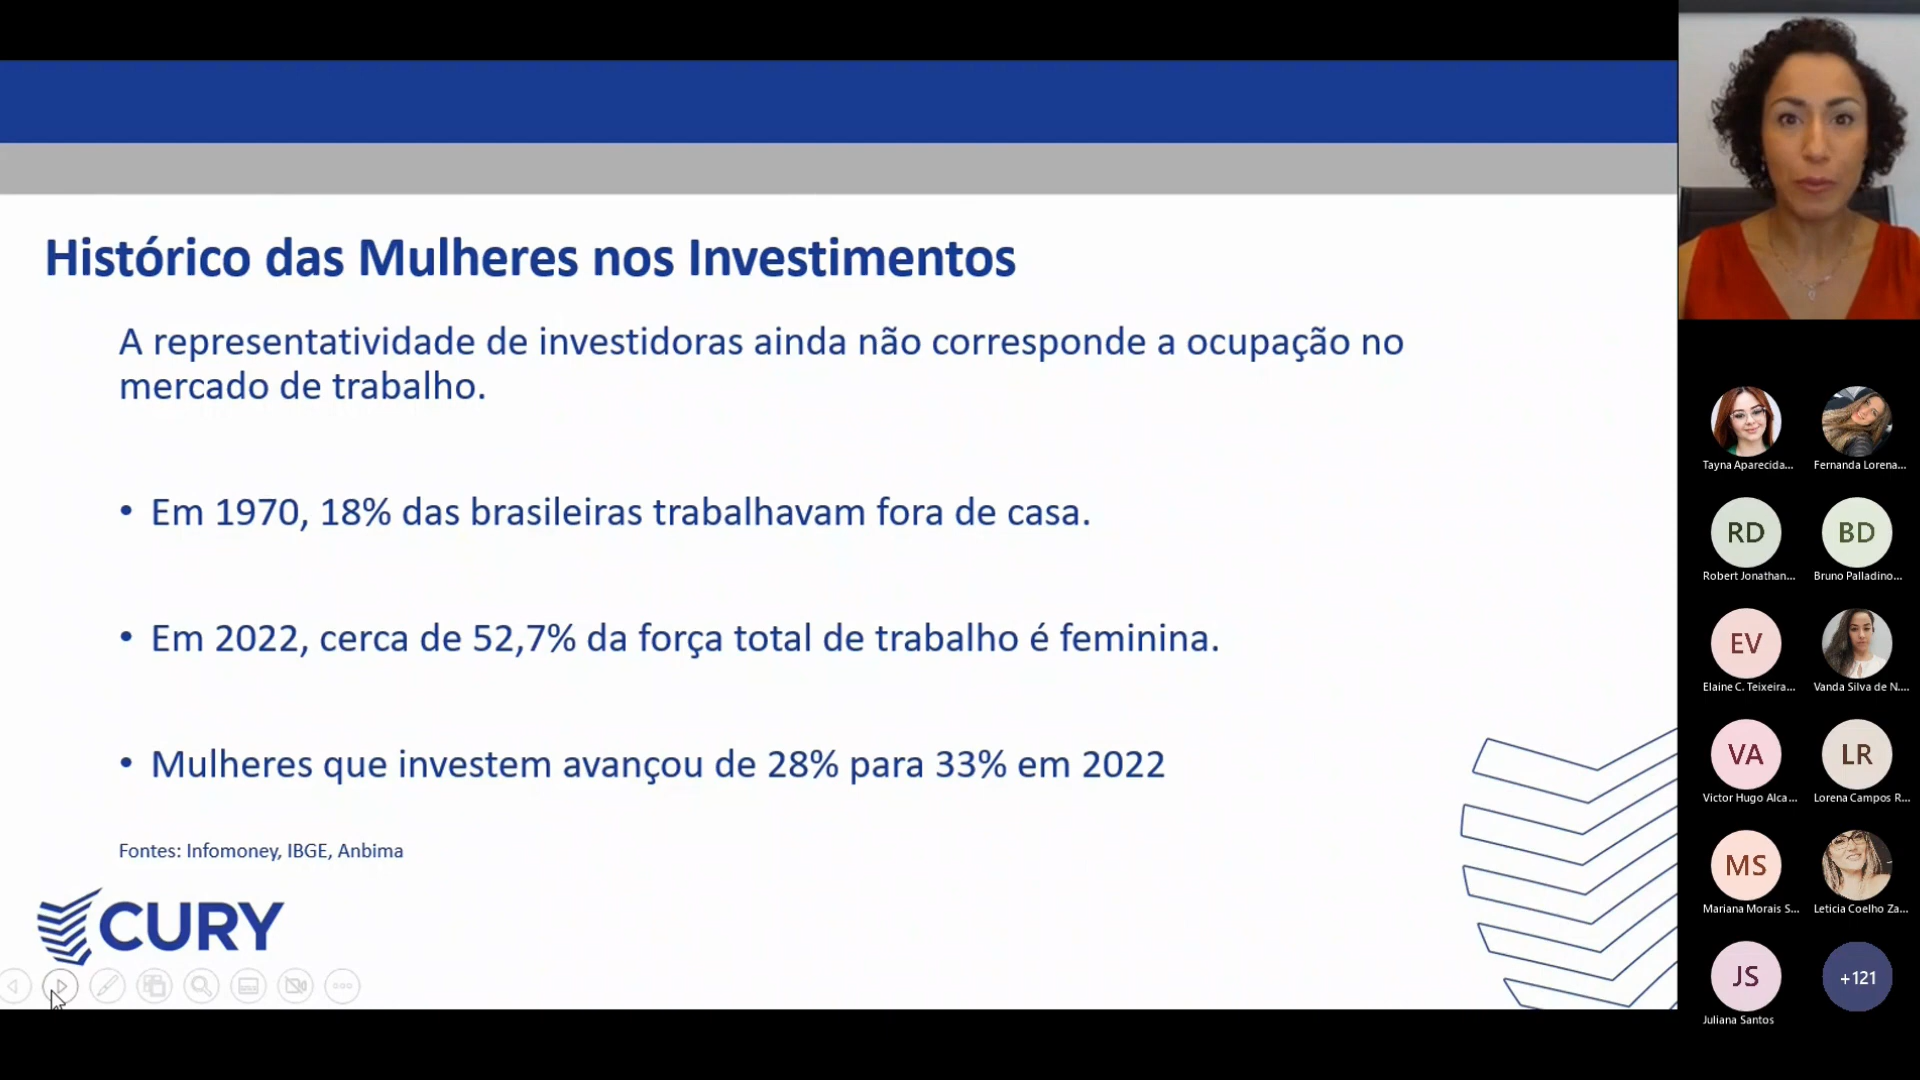 Histórico das Mulheres nos Investimentos
A representatividade de investidoras ainda não corresponde a ocupação no
mercado de trabalho.
• Em 1970, 18% das brasileiras trabalhavam fora de casa.
• Em 2022, cerca de 52,7% da força total de trabalho é feminina.
• Mulheres que investem avançou de 28% para 33% em 2022
Fontes: Infomoney, IBGE, Anbima
CURY
Tayna Aparecida...
Fernanda Lorena...
RD
BD
Robert Jonathan...
Bruno Palladino...
EV
Elaine C. Teixeira...
Vanda Silva de N....
VA
LR
Victor Hugo Alca...
Lorena Campos R...
MS
Mariana Morais S...
Leticia Coelho Za...
JS
+121
Juliana Santos